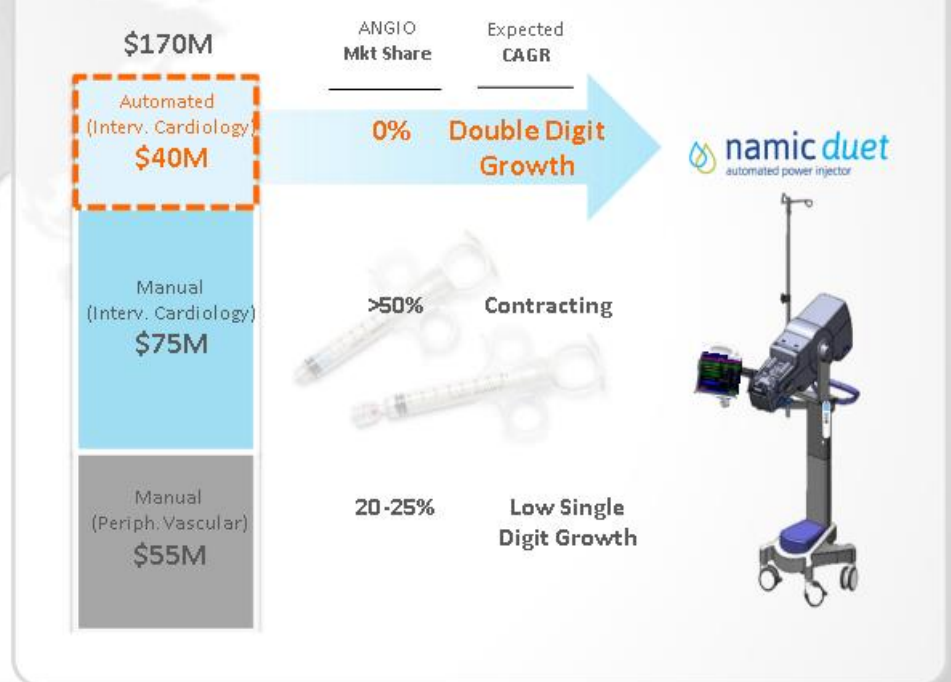 $170M
ANGIO
Mkt Share
Expected
CAGR
Automated
(Interv. Cardiology)
$40M
0%
Double Digit
Growth
namic duet
automated power injector
Manual
(Interv. Cardiology)
$75M
>50%
Contracting
Manual
(Periph. Vascular)
$55M
20-25%
Low Single
Digit Growth